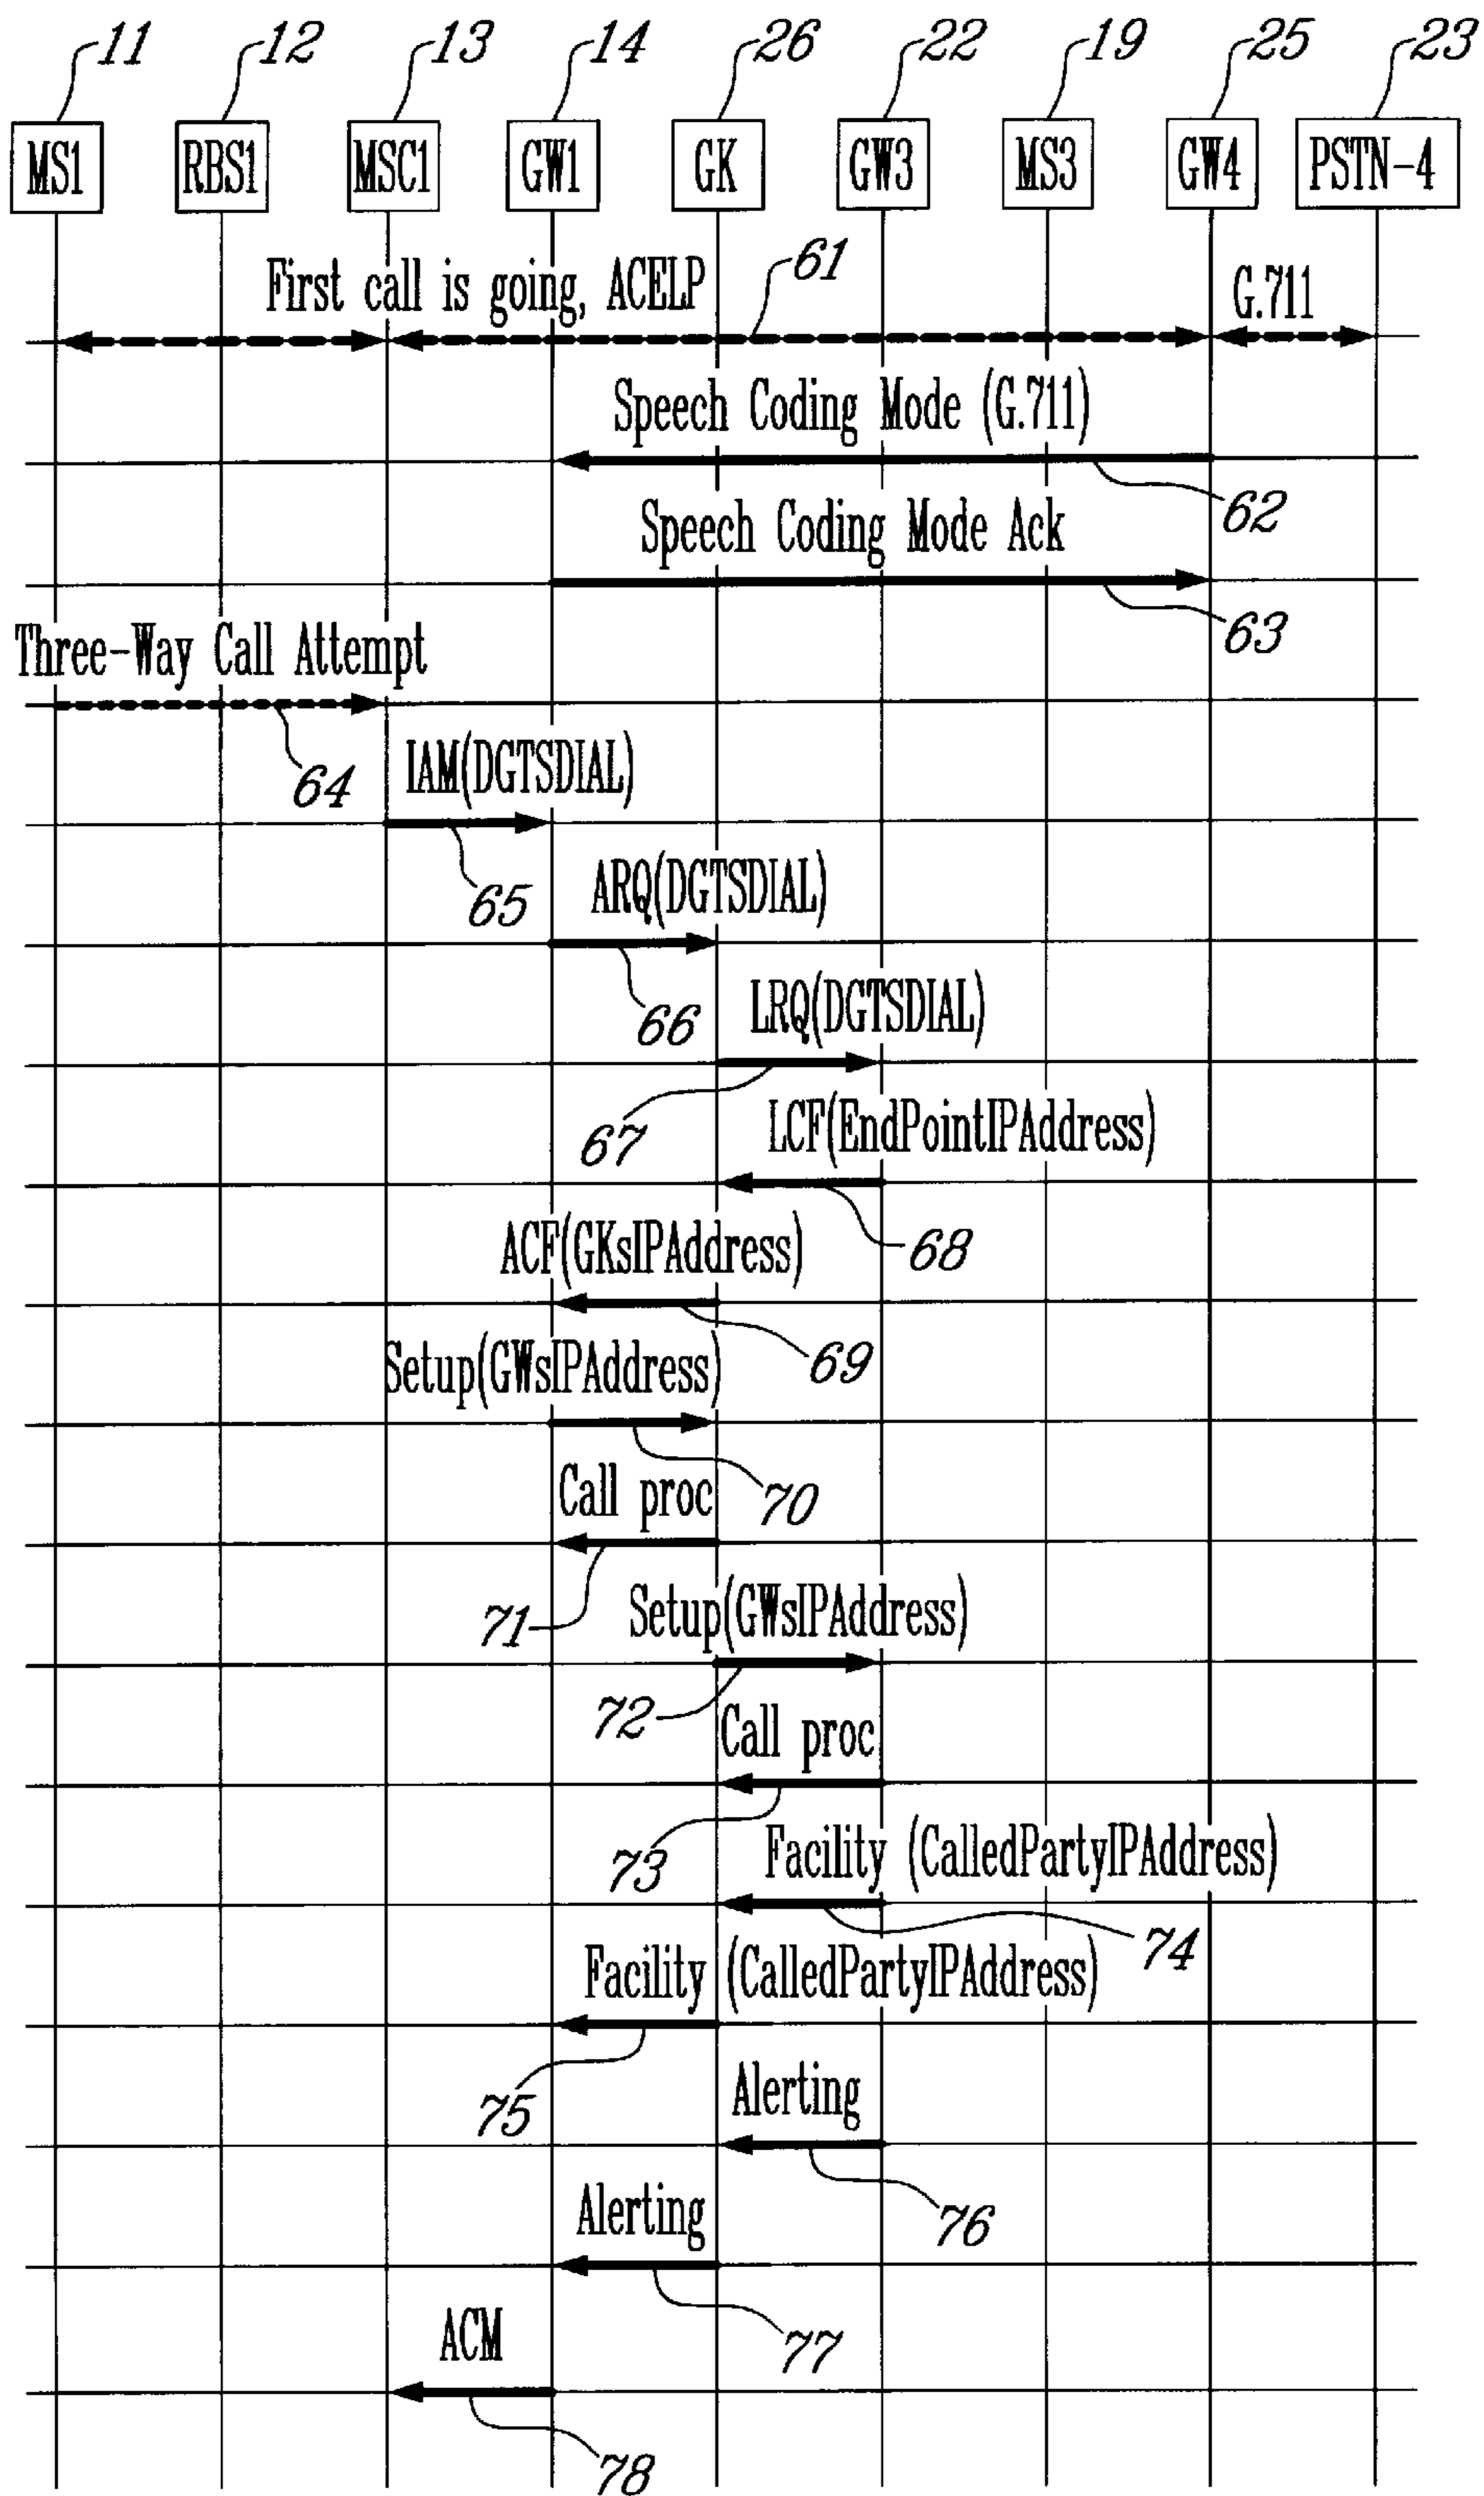 11 12 13 14 26 22 19 25 23
MS1 RBS1 MSC1 GW1 GK GW3 MS3 GW4 PSTN-4
First call is going, ACELP 61 G.711
Speech Coding Mode (G.711)
62
Speech Coding Mode Ack
63
Three-Way Call Attempt
64
IAM(DGTSDIAL)
65
ARQ(DGTSDIAL)
66
LRQ(DGTSDIAL)
67
LCF(EndPointIPAddress)
68
ACF(GKsIPAddress)
69
Setup(GWsIPAddress)
70
Call proc
71
Setup(GWsIPAddress)
72
Call proc
73
Facility (CalledPartyIPAddress)
74
Facility (CalledPartyIPAddress)
75
Alerting
76
Alerting
77
ACM
78